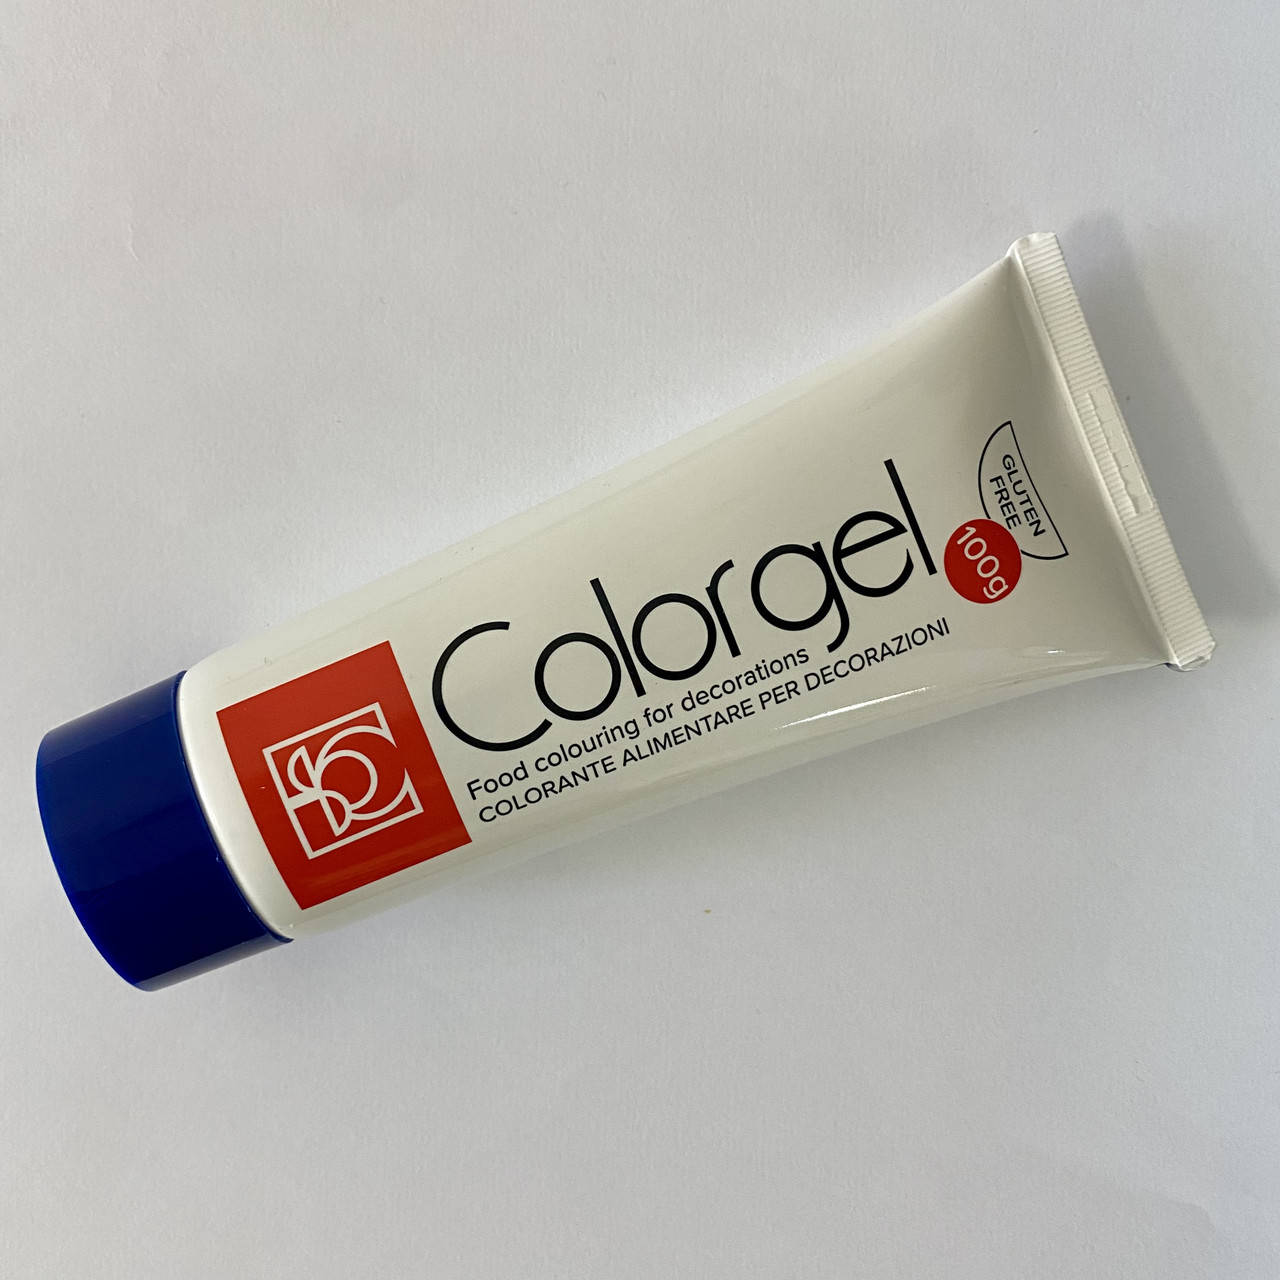 Colorgel
Food colouring for decorations
COLORANTE ALIMENTARE PER DECORAZIONI
100g
GLUTEN
FREE